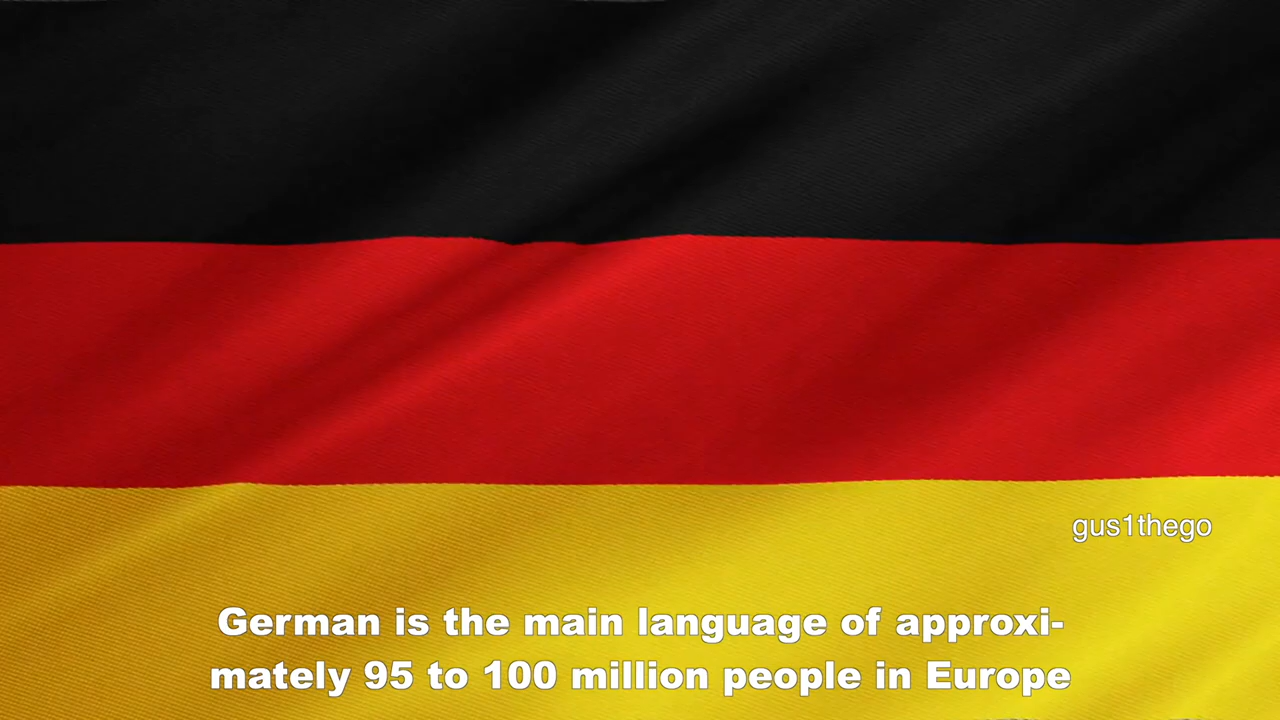 gus1thego
German is the main language of approxi-
mately 95 to 100 million people in Europe